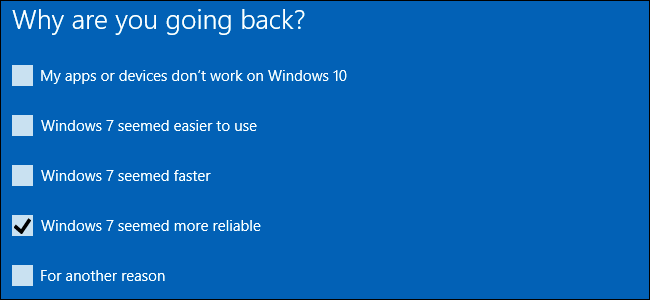 Why are you going back?
My apps or devices don't work on Windows 10
Windows 7 seemed easier to use
Windows 7 seemed faster
Windows 7 seemed more reliable
For another reason